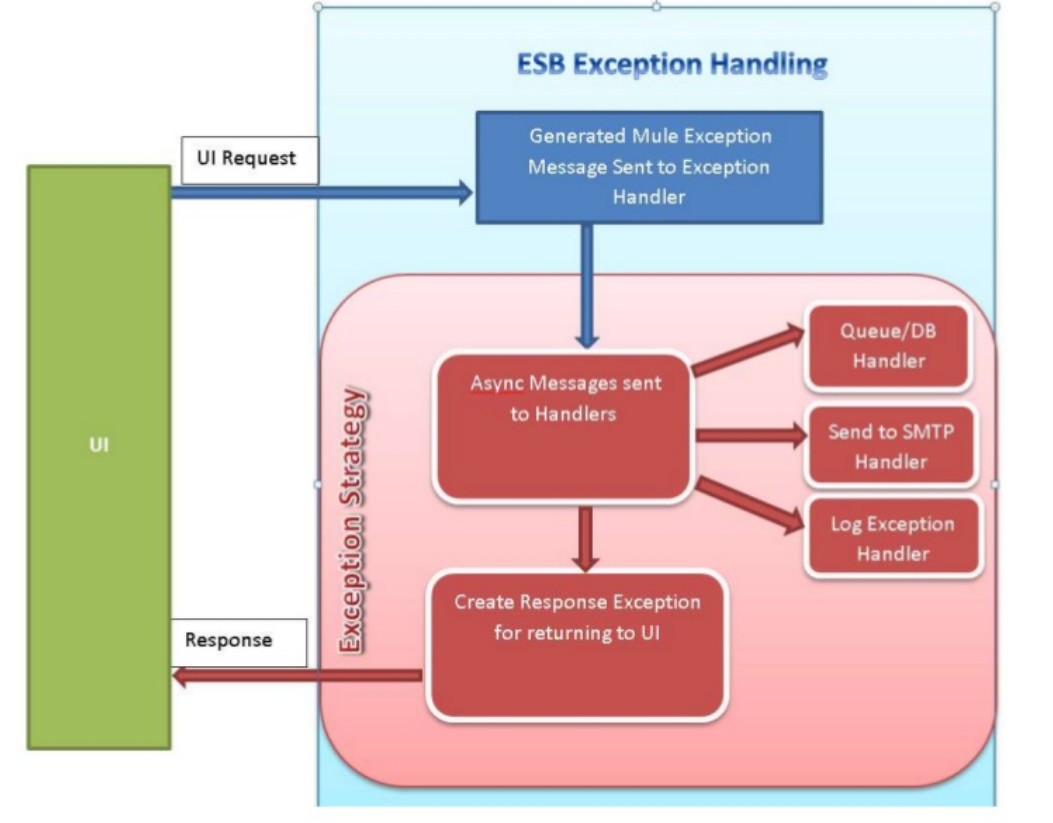 ESB Exception Handling
UI Request
Generated Mule Exception
Message Sent to Exception
Handler
UI
Exception Strategy
Async Messages sent
to Handlers
Queue/DB
Handler
Send to SMTP
Handler
Log Exception
Handler
Create Response Exception
for returning to UI
Response